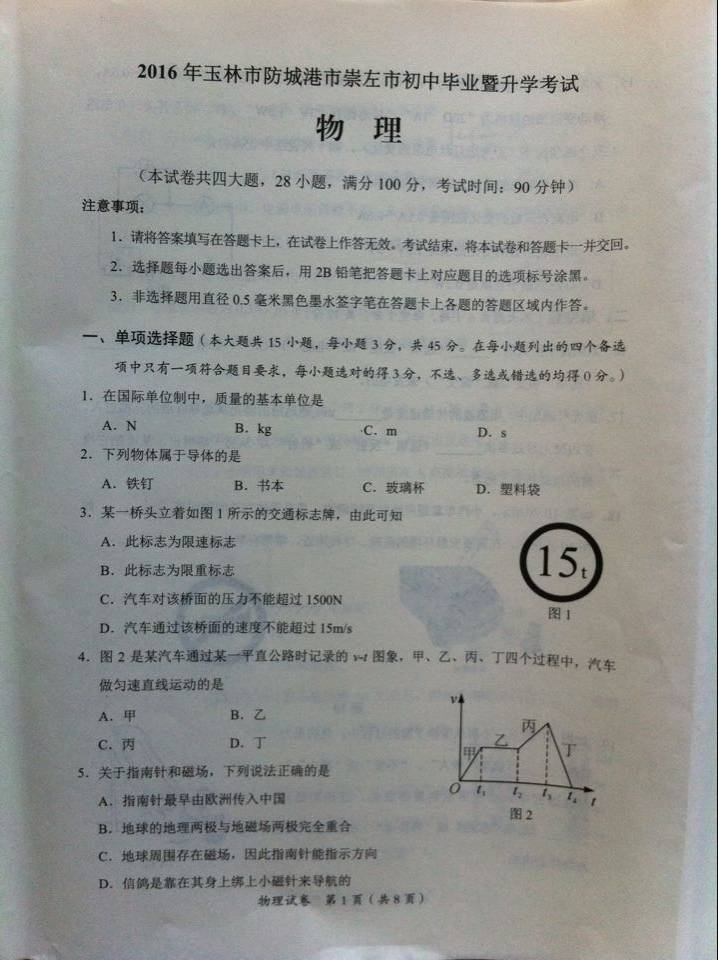 2016年玉林市防城港市崇左市初中毕业暨升学考试
物 理
（本试卷共四大题，28小题，满分100分，考试时间：90分钟）
注意事项：
1．请将答案填写在答题卡上，在试卷上作答无效。考试结束，将本试卷和答题卡一并交回。
2．选择题每小题选出答案后，用2B铅笔把答题卡上对应题目的选项标号涂黑。
3．非选择题用直径0.5毫米黑色墨水签字笔在答题卡上各题的答题区域内作答。
一、单项选择题（本大题共15小题，每小题3分，共45分。在每小题列出的四个备选
项中只有一项符合题目要求，每小题选对的得3分，不选、多选或错选的均得0分。）
1．在国际单位制中，质量的基本单位是
A．N B．kg C．m D．s
2．下列物体属于导体的是
A．铁钉 B．书本 C．玻璃杯 D．塑料袋
3．某一桥头立着如图1所示的交通标志牌，由此可知
A．此标志为限速标志
B．此标志为限重标志
C．汽车对该桥面的压力不能超过1500N
D．汽车通过该桥面的速度不能超过15m/s
15t
图1
4．图2是某汽车通过某一平直公路时记录的v-t图象，甲、乙、丙、丁四个过程中，汽车
做匀速直线运动的是
A．甲 B．乙
C．丙 D．丁
v
甲 乙 丙 丁
O t1 t2 t3 t4 t
图2
5．关于指南针和磁场，下列说法正确的是
A．指南针最早由欧洲传入中国
B．地球的地理两极与地磁场两极完全重合
C．地球周围存在磁场，因此指南针能指示方向
D．信鸽是靠在其身上绑上小磁针来导航的
物理试卷 第1页（共8页）